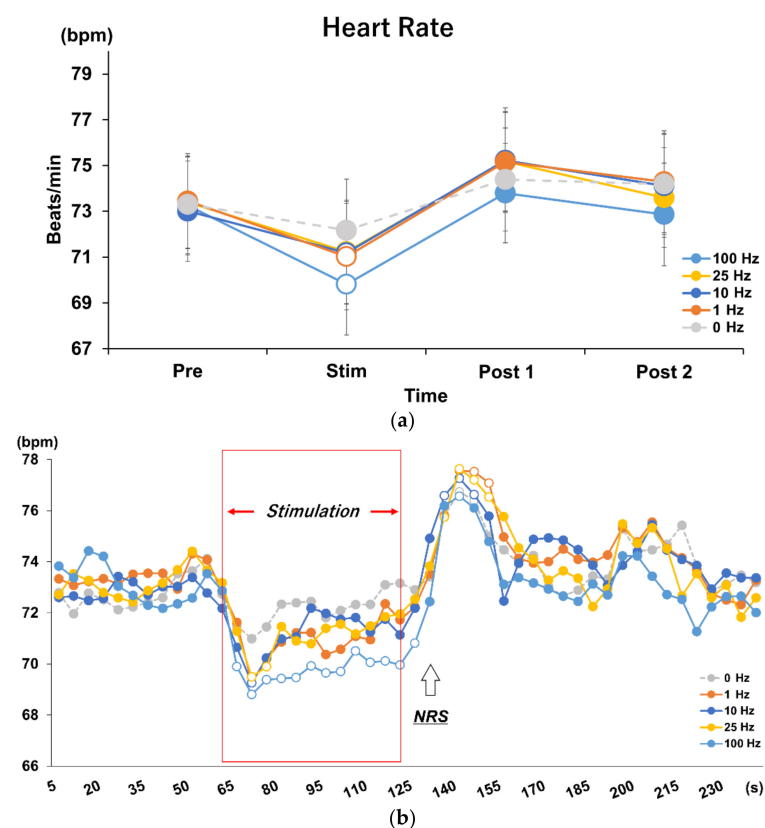 Heart Rate
(bpm)
79
77
75
73
71
69
67
Beats/min
100 Hz
25 Hz
10 Hz
1 Hz
0 Hz
Pre Stim Post 1 Post 2
Time
(a)
(bpm)
78
76
74
72
70
68
66
Stimulation
NRS
0 Hz
1 Hz
10 Hz
25 Hz
100 Hz
5 20 35 50 65 80 95 110 125 140 155 170 185 200 215 230 (s)
(b)